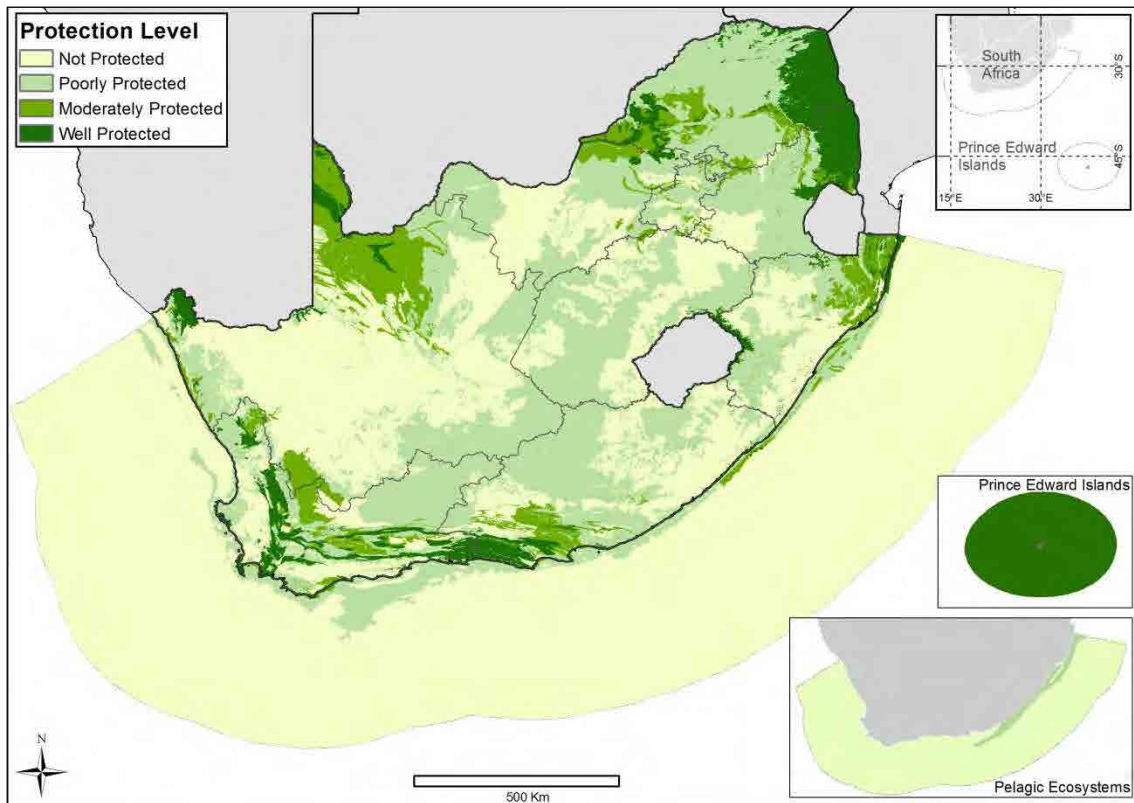 Protection Level
Not Protected
Poorly Protected
Moderately Protected
Well Protected
South
Africa
30°S
Prince Edward
Islands
45°S
15°E
30°E
Prince Edward Islands
N
500 Km
Pelagic Ecosystems